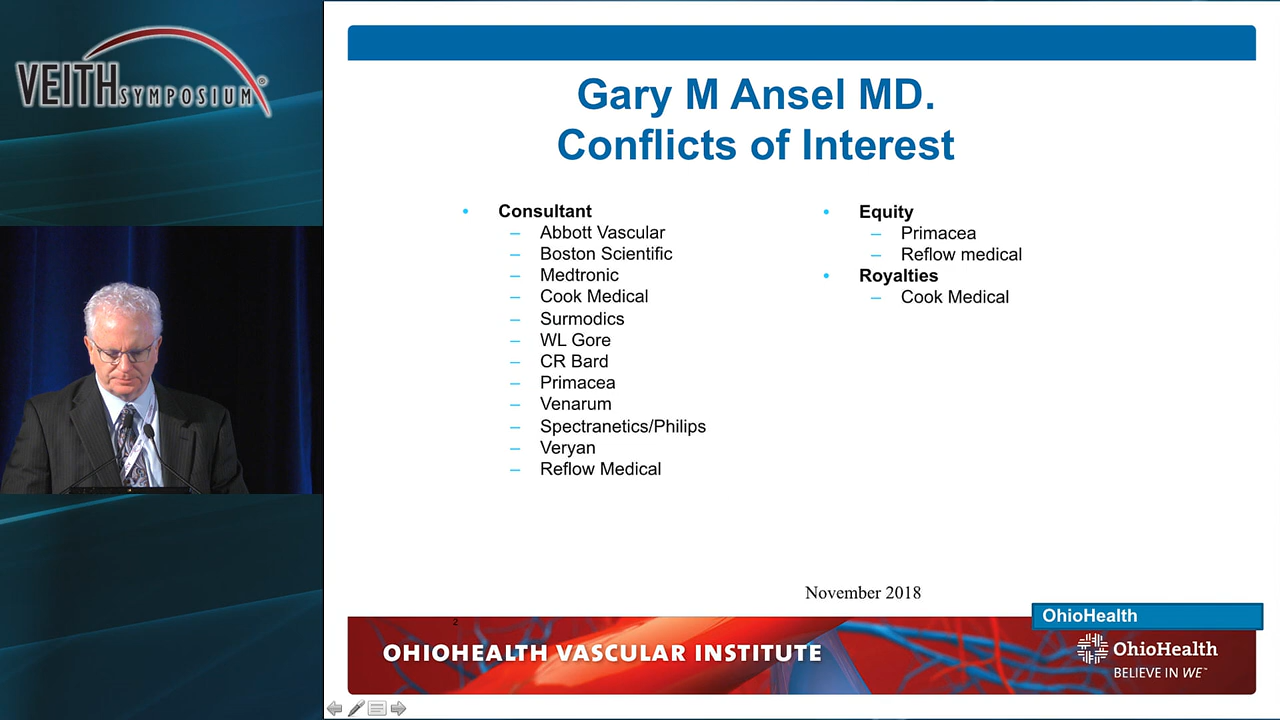 VEITHSYMPOSIUM®
Gary M Ansel MD.
Conflicts of Interest
• Consultant
– Abbott Vascular
– Boston Scientific
– Medtronic
– Cook Medical
– Surmodics
– WL Gore
– CR Bard
– Primacea
– Venarum
– Spectranetics/Philips
– Veryan
– Reflow Medical
• Equity
– Primacea
– Reflow medical
• Royalties
– Cook Medical
November 2018
OhioHealth
2
OHIOHEALTH VASCULAR INSTITUTE
OhioHealth
BELIEVE IN WE℠